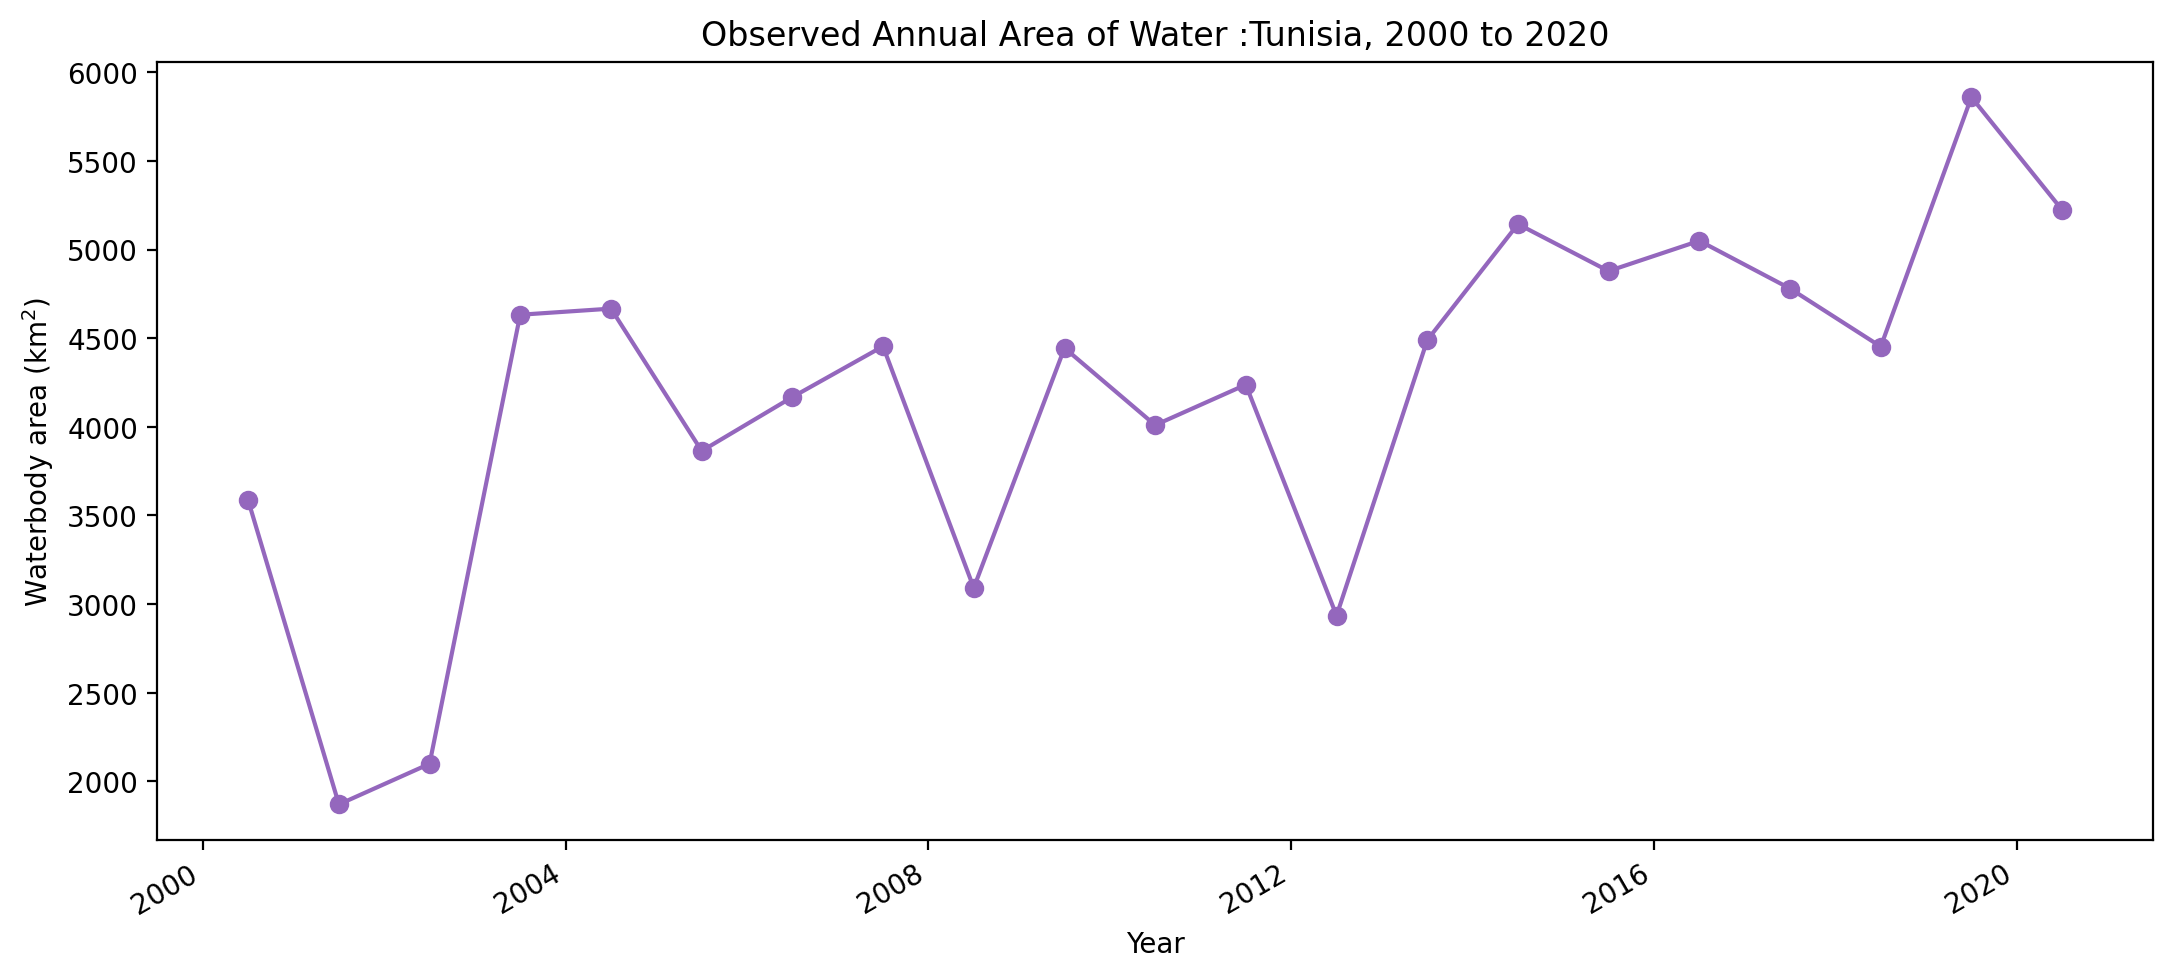 Observed Annual Area of Water :Tunisia, 2000 to 2020
6000
5500
5000
4500
4000
3500
3000
2500
2000
Waterbody area (km²)
2000 2004 2008 2012 2016 2020
Year